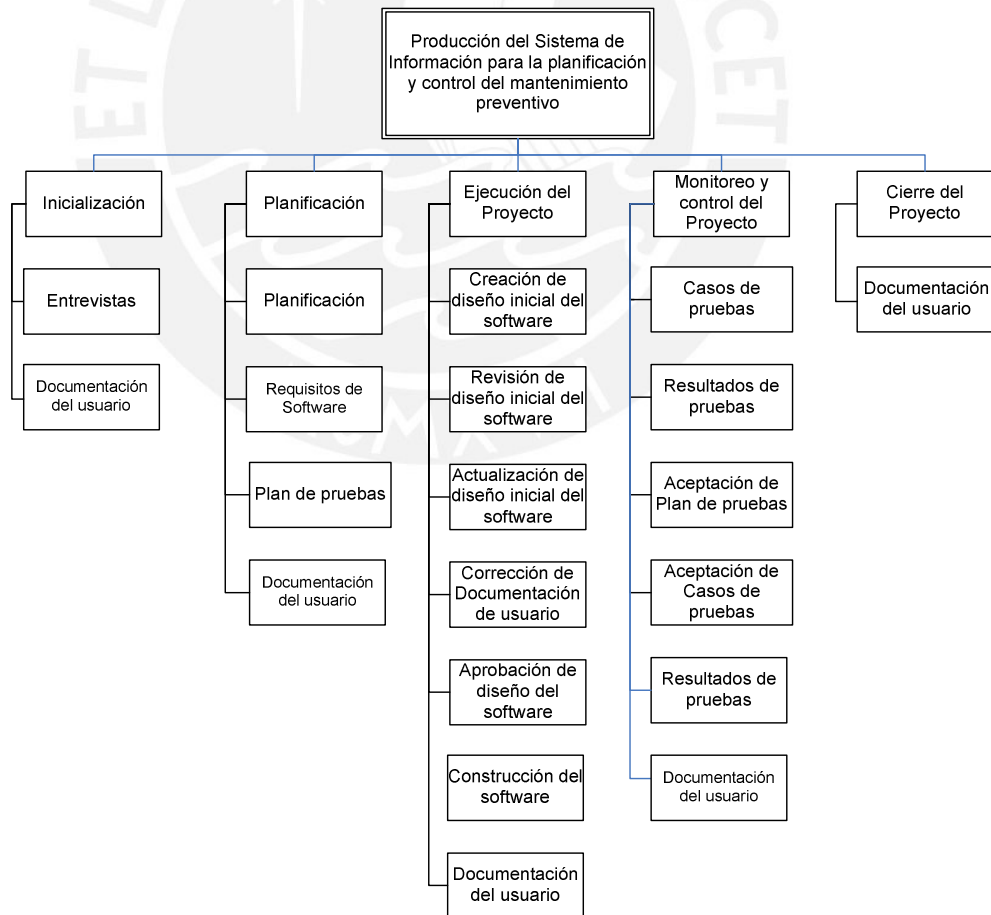 Producción del Sistema de
Información para la planificación
y control del mantenimiento
preventivo
Inicialización
Entrevistas
Documentación
del usuario
Planificación
Planificación
Requisitos de
Software
Plan de pruebas
Documentación
del usuario
Ejecución del
Proyecto
Creación de
diseño inicial del
software
Revisión de
diseño inicial del
software
Actualización de
diseño inicial del
software
Corrección de
Documentación
de usuario
Aprobación de
diseño del
software
Construcción del
software
Documentación
del usuario
Monitoreo y
control del
Proyecto
Casos de
pruebas
Resultados de
pruebas
Aceptación de
Plan de pruebas
Aceptación de
Casos de
pruebas
Resultados de
pruebas
Documentación
del usuario
Cierre del
Proyecto
Documentación
del usuario